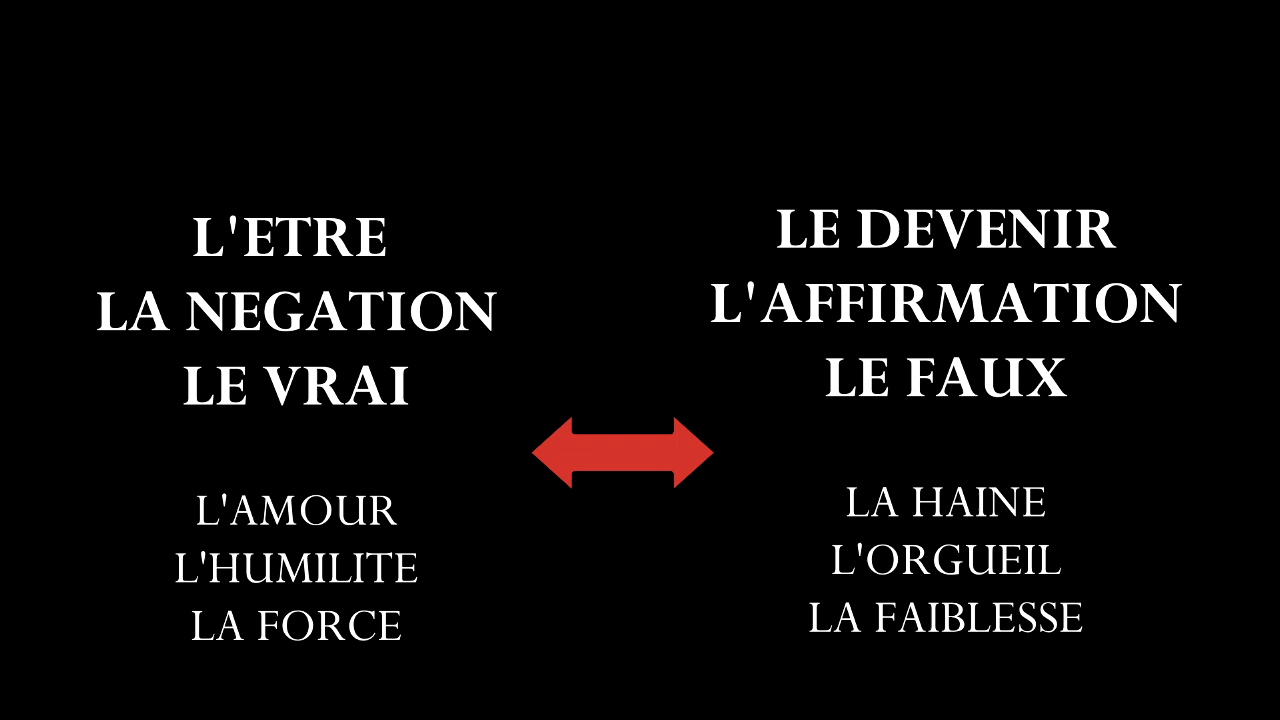 L'ETRE
LA NEGATION
LE VRAI
L'AMOUR
L'HUMILITE
LA FORCE
LE DEVENIR
L'AFFIRMATION
LE FAUX
LA HAINE
L'ORGUEIL
LA FAIBLESSE